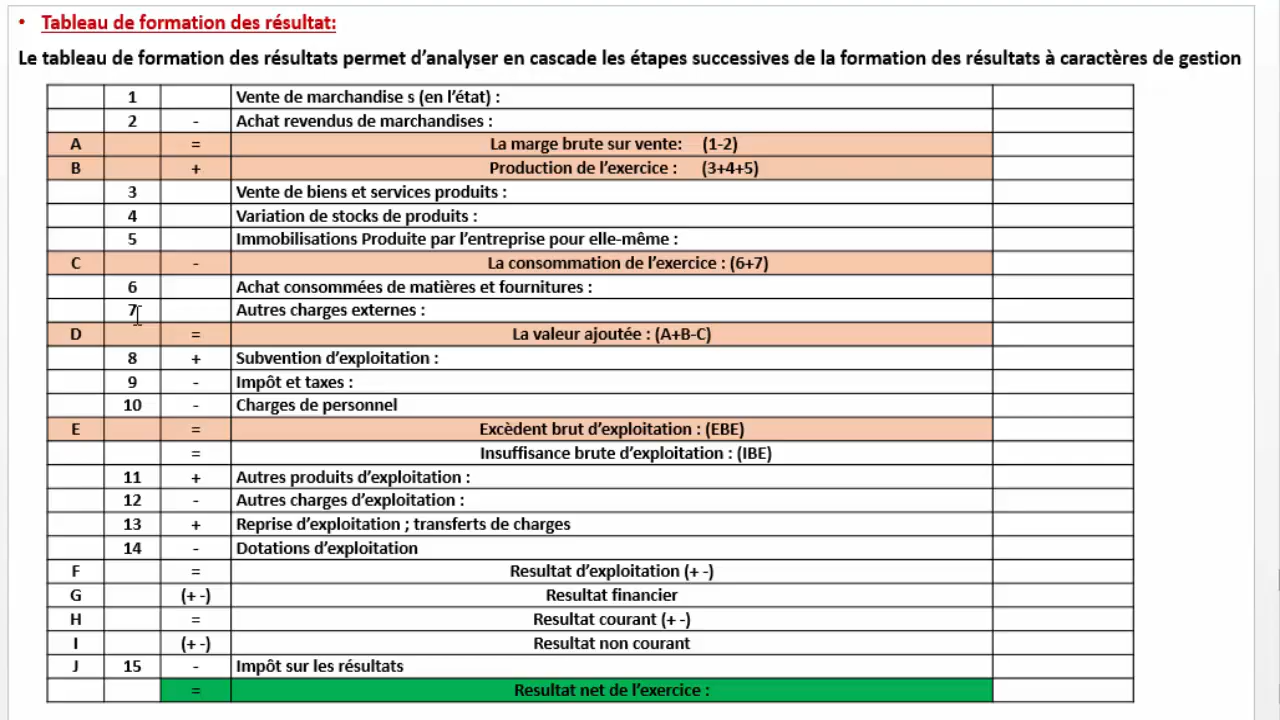 • Tableau de formation des résultat:
Le tableau de formation des résultats permet d’analyser en cascade les étapes successives de la formation des résultats à caractères de gestion
1 Vente de marchandise s (en l’état) :
2 - Achat revendus de marchandises :
A = La marge brute sur vente: (1-2)
B + Production de l’exercice : (3+4+5)
3 Vente de biens et services produits :
4 Variation de stocks de produits :
5 Immobilisations Produite par l’entreprise pour elle-même :
C - La consommation de l’exercice : (6+7)
6 Achat consommées de matières et fournitures :
7 Autres charges externes :
D = La valeur ajoutée : (A+B-C)
8 + Subvention d’exploitation :
9 - Impôt et taxes :
10 - Charges de personnel
E = Excèdent brut d’exploitation : (EBE)
= Insuffisance brute d’exploitation : (IBE)
11 + Autres produits d’exploitation :
12 - Autres charges d’exploitation :
13 + Reprise d’exploitation ; transferts de charges
14 - Dotations d’exploitation
F = Resultat d’exploitation (+ -)
G (+ -) Resultat financier
H = Resultat courant (+ -)
I (+ -) Resultat non courant
J 15 - Impôt sur les résultats
= Resultat net de l’exercice :